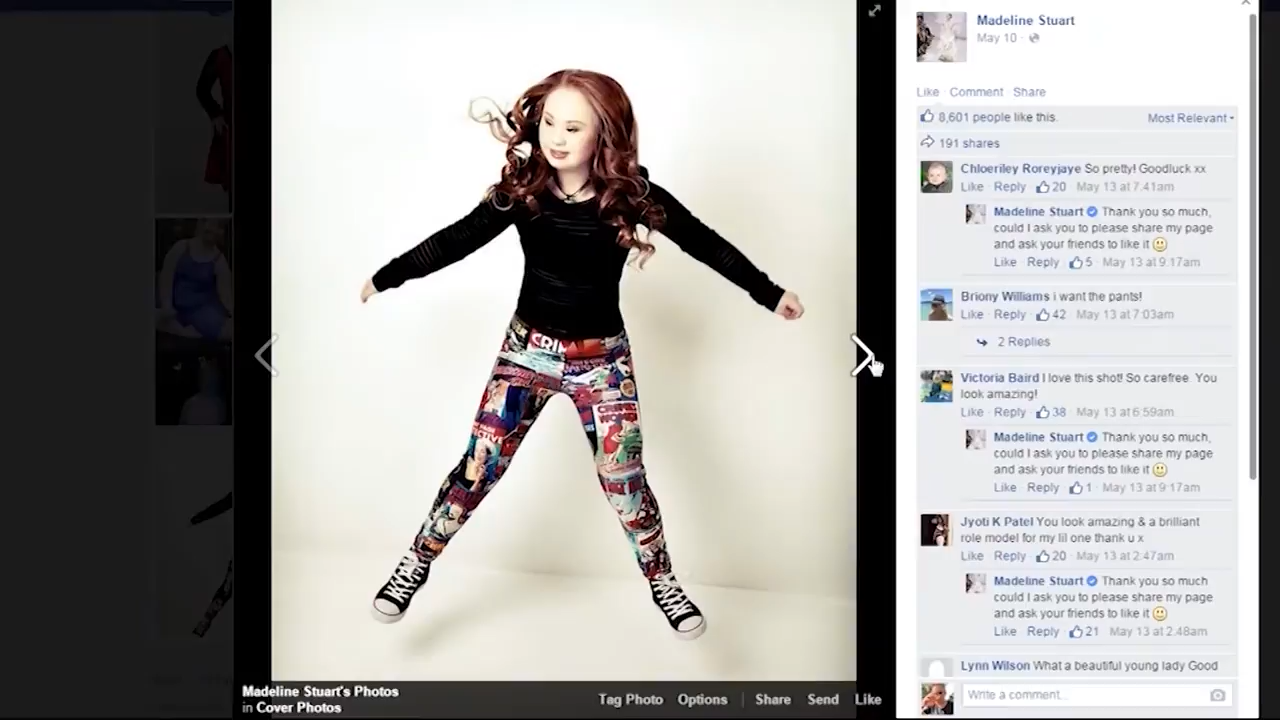 Madeline Stuart
May 10
Like Comment Share
8,601 people like this.
Most Relevant
191 shares
Chloeriley Roreyjaye So pretty! Goodluck xx
Like · Reply · 20 · May 13 at 7:41am
Madeline Stuart Thank you so much,
could I ask you to please share my page
and ask your friends to like it
Like · Reply · 5 · May 13 at 9:17am
Briony Williams i want the pants!
Like · Reply · 42 · May 13 at 7:03am
2 Replies
Victoria Baird I love this shot! So carefree. You
look amazing!
Like · Reply · 38 · May 13 at 6:59am
Madeline Stuart Thank you so much,
could I ask you to please share my page
and ask your friends to like it
Like · Reply · 1 · May 13 at 9:17am
Jyoti K Patel You look amazing & a brilliant
role model for my lil one thank u x
Like · Reply · 20 · May 13 at 2:47am
Madeline Stuart Thank you so much
could I ask you to please share my page
and ask your friends to like it
Like · Reply · 21 · May 13 at 2:48am
Lynn Wilson What a beautiful young lady Good
Write a comment...
Madeline Stuart's Photos
in Cover Photos
Tag Photo Options Share Send Like